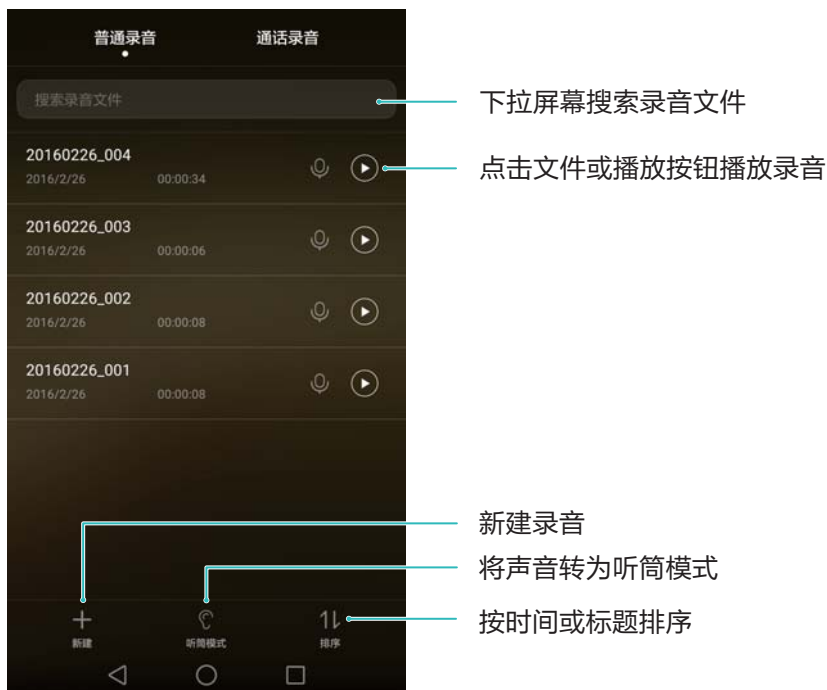 普通录音 通话录音
搜索录音文件
下拉屏幕搜索录音文件
20160226_004
2016/2/26 00:00:34
点击文件或播放按钮播放录音
20160226_003
2016/2/26 00:00:06
20160226_002
2016/2/26 00:00:08
20160226_001
2016/2/26 00:00:08
新建录音
将声音转为听筒模式
按时间或标题排序
新建 听筒模式 排序